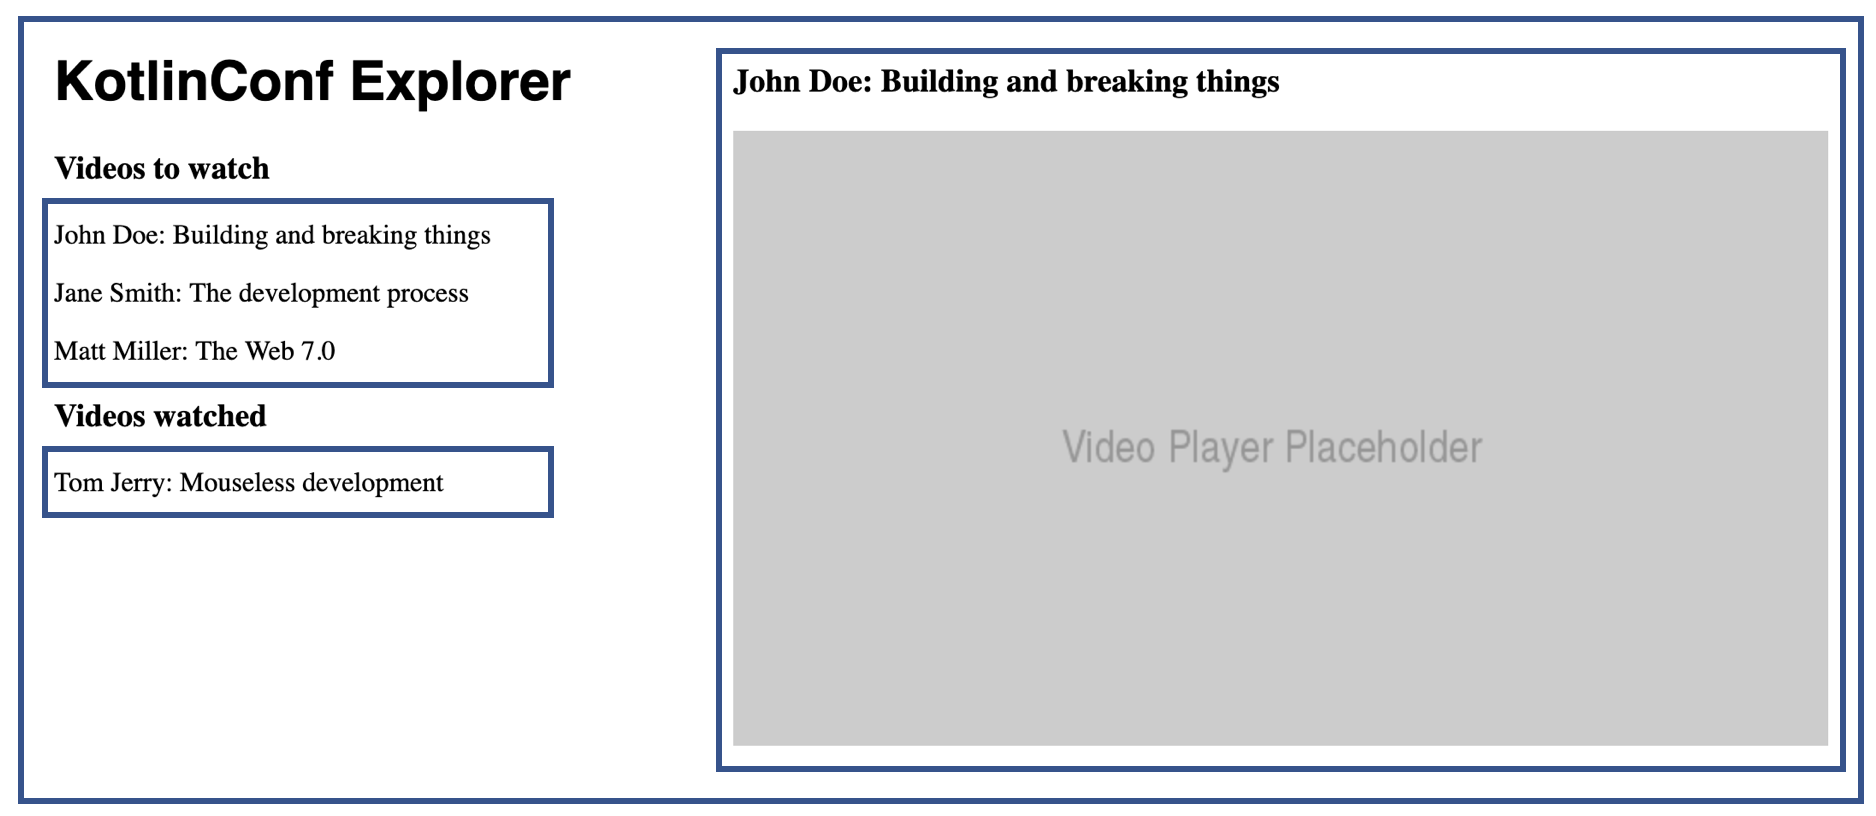 KotlinConf Explorer
Videos to watch
John Doe: Building and breaking things
Jane Smith: The development process
Matt Miller: The Web 7.0
Videos watched
Tom Jerry: Mouseless development
John Doe: Building and breaking things
Video Player Placeholder